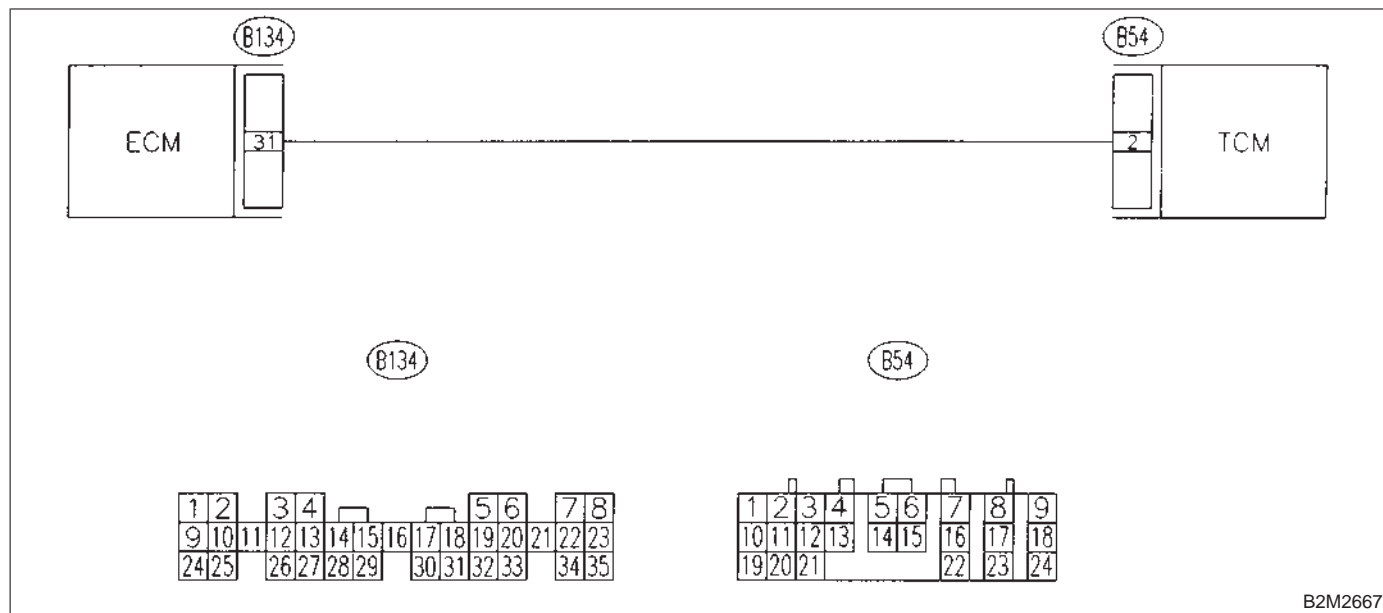 B134 B54
ECM 31 2 TCM
B134 B54
1 2 3 4 5 6 7 8
9 10 11 12 13 14 15 16 17 18 19 20 21 22 23
24 25 26 27 28 29 30 31 32 33 34 35
1 2 3 4 5 6 7 8 9
10 11 12 13 14 15 16 17 18
19 20 21 22 23 24
B2M2667